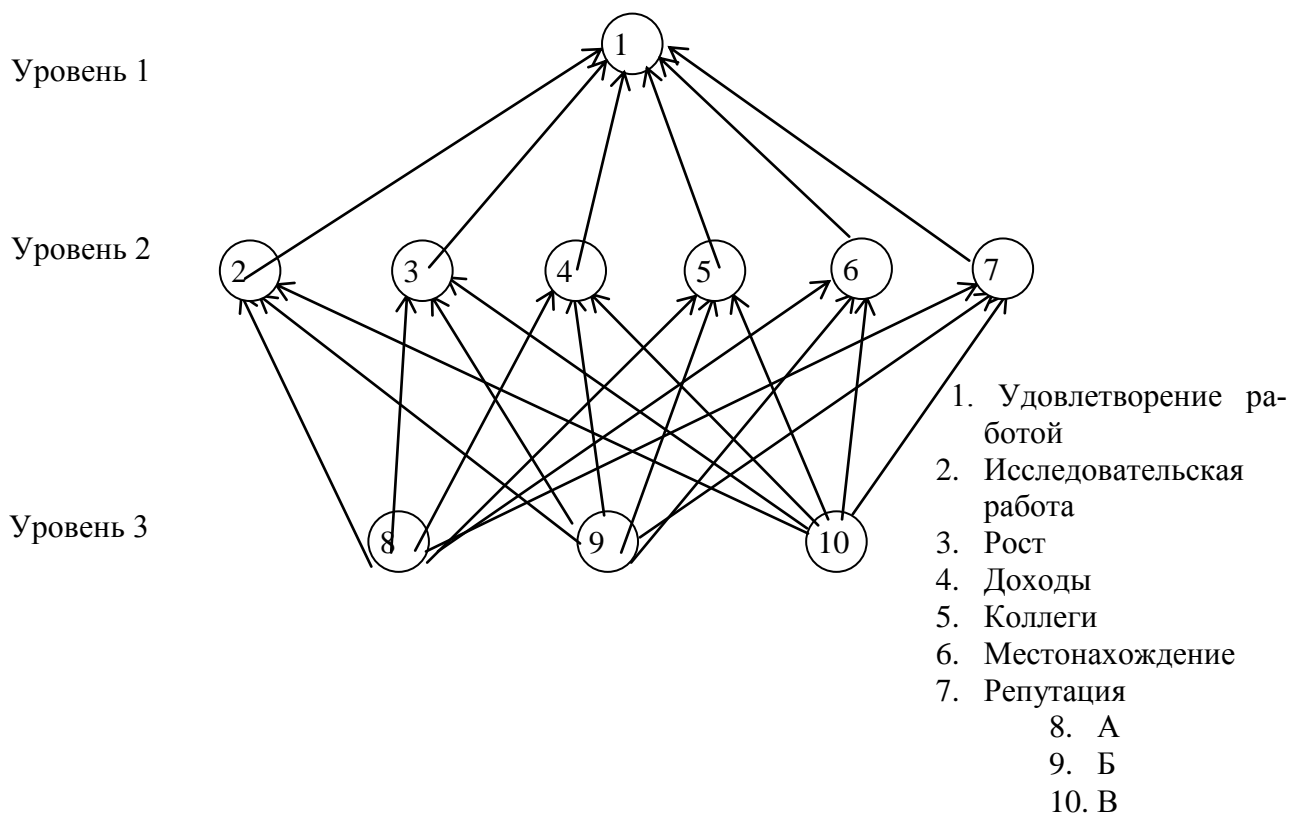 Уровень 1
1
Уровень 2
2 3 4 5 6 7
Уровень 3
8 9 10
1. Удовлетворение ра-
ботой
2. Исследовательская
работа
3. Рост
4. Доходы
5. Коллеги
6. Местонахождение
7. Репутация
8. А
9. Б
10. В